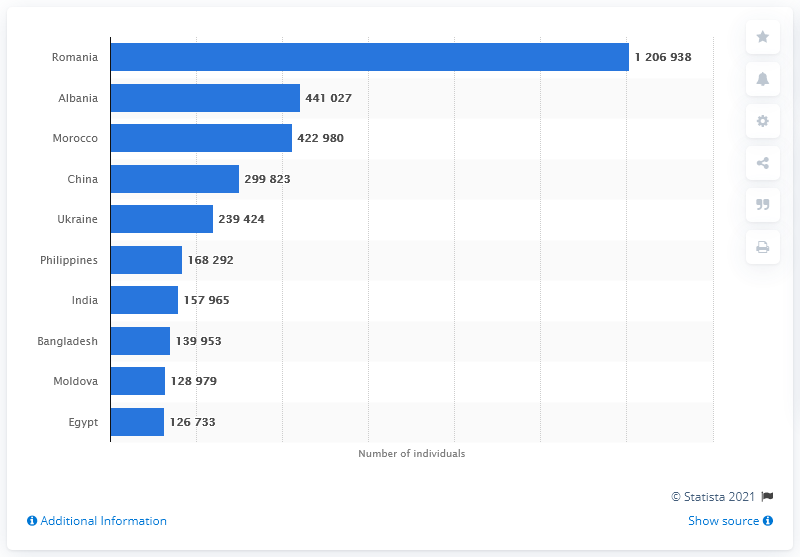 Romania 1 206 938
Albania 441 027
Morocco 422 980
China 299 823
Ukraine 239 424
Philippines 168 292
India 157 965
Bangladesh 139 953
Moldova 128 979
Egypt 126 733
Number of individuals
© Statista 2021
Additional Information Show source